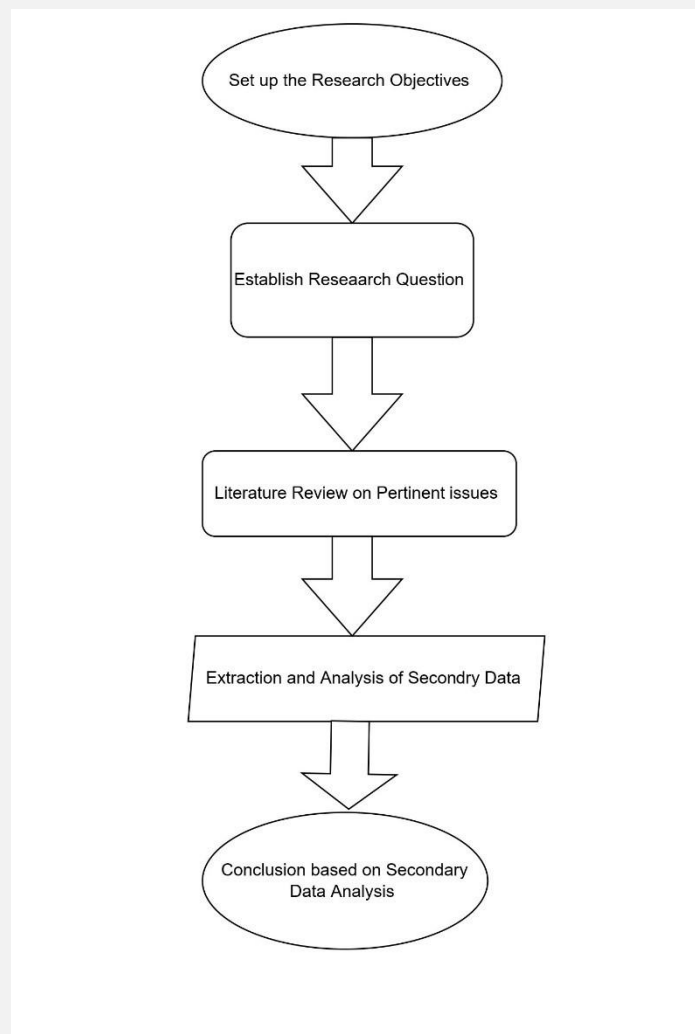 Set up the Research Objectives
Establish Reseaarch Question
Literature Review on Pertinent issues
Extraction and Analysis of Secondry Data
Conclusion based on Secondary
Data Analysis